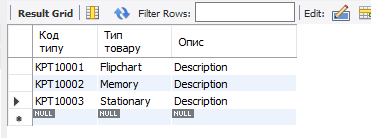 Result Grid Filter Rows: Edit:
Код типу Тип товару Опис
KPT10001 Flipchart Description
KPT10002 Memory Description
KPT10003 Stationary Description
NULL NULL NULL